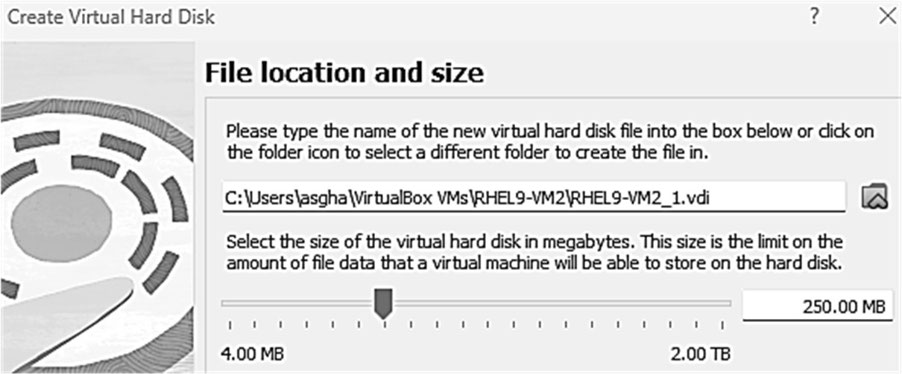 Create Virtual Hard Disk
?
File location and size
Please type the name of the new virtual hard disk file into the box below or click on
the folder icon to select a different folder to create the file in.
C:\Users\asgha\VirtualBox VMs\RHEL9-VM2\RHEL9-VM2_1.vdi
Select the size of the virtual hard disk in megabytes. This size is the limit on the
amount of file data that a virtual machine will be able to store on the hard disk.
250.00 MB
4.00 MB
2.00 TB